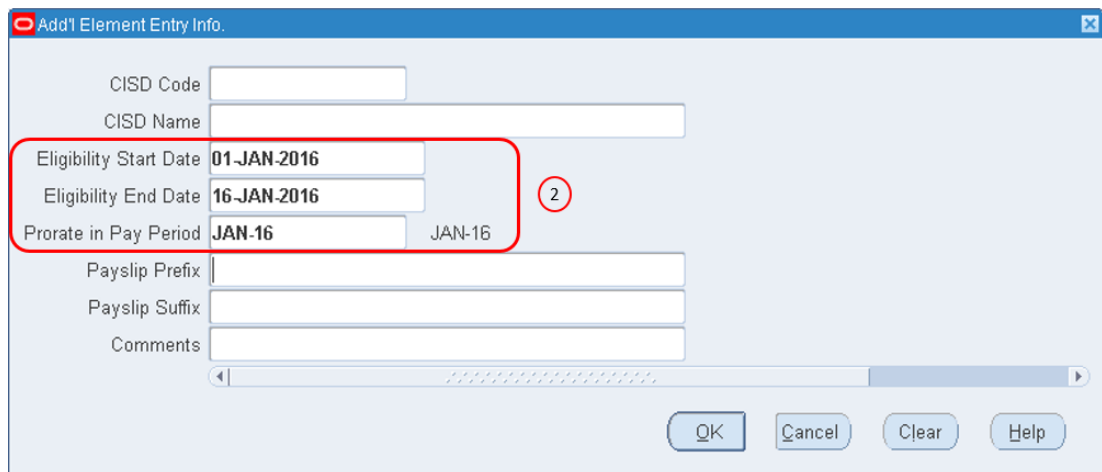 Add'l Element Entry Info.
CISD Code
CISD Name
Eligibility Start Date 01-JAN-2016
Eligibility End Date 16-JAN-2016
2
Prorate in Pay Period JAN-16 JAN-16
Payslip Prefix
Payslip Suffix
Comments
OK Cancel Clear Help